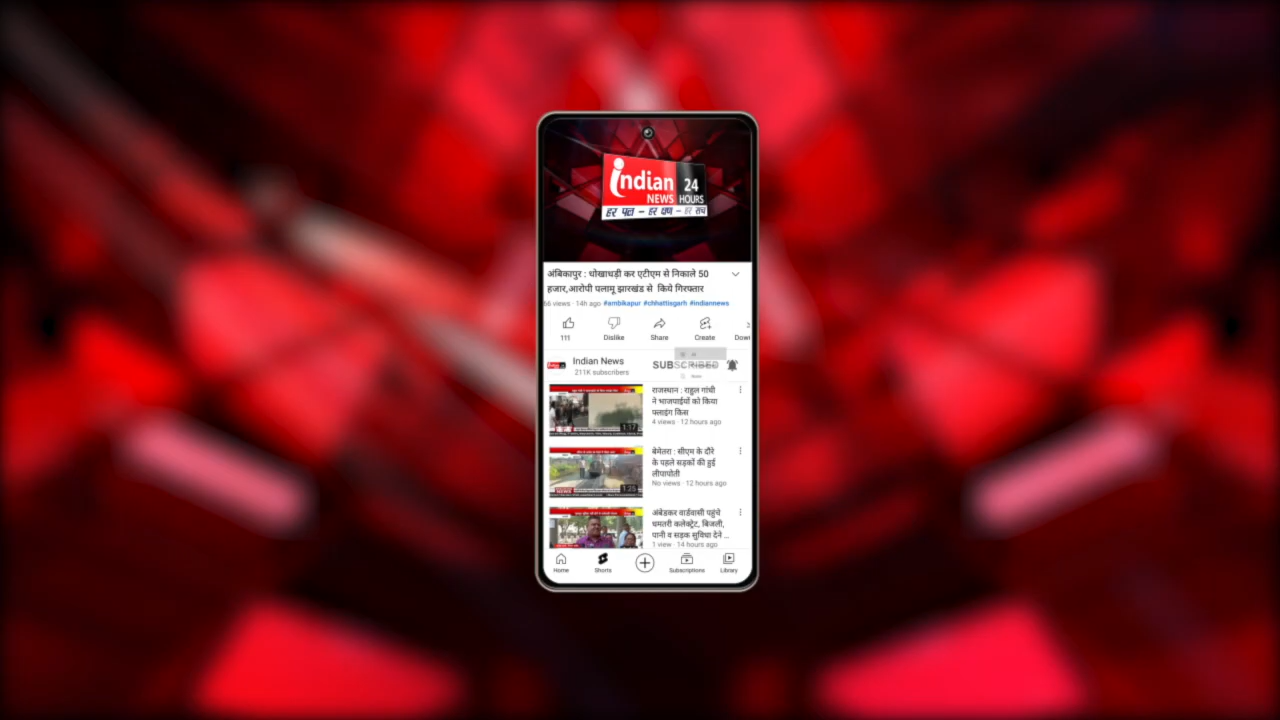 indian
NEWS
24
HOURS
हर पल - हर क्षण - हर सच
अंबिकापुर : धोखाधड़ी कर एटीएम से निकाले 50
हजार,आरोपी पलामू झारखंड से किये गिरफ्तार
66 views · 14h ago #ambikapur #chhattisgarh #indiannews
111
Dislike
Share
Create
Indian News
211K subscribers
SUBSCRIBED
राजस्थान : राहुल गांधी
ने भाजपाईयों को किया
फ्लाइंग किस
4 views · 12 hours ago
1:17
बेमेतरा : सीएम के दौरे
के पहले सड़कों की हुई
लीपापोती
No views · 12 hours ago
1:25
अंबेडकर वार्डवासी पहुंचे
धमतरी कलेक्ट्रेट, बिजली,
पानी व सड़क सुविधा देने ...
1 view · 14 hours ago
Home
Shorts
Subscriptions
Library